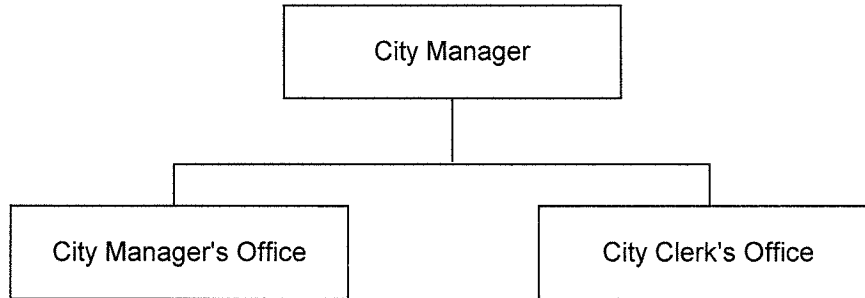 City Manager
City Manager's Office
City Clerk's Office